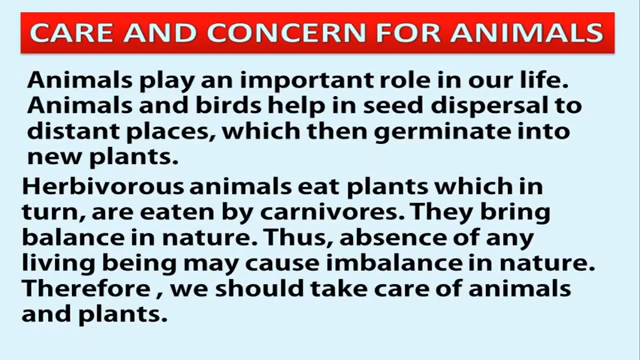 CARE AND CONCERN FOR ANIMALS
Animals play an important role in our life.
Animals and birds help in seed dispersal to
distant places, which then germinate into
new plants.
Herbivorous animals eat plants which in
turn, are eaten by carnivores. They bring
balance in nature. Thus, absence of any
living being may cause imbalance in nature.
Therefore , we should take care of animals
and plants.